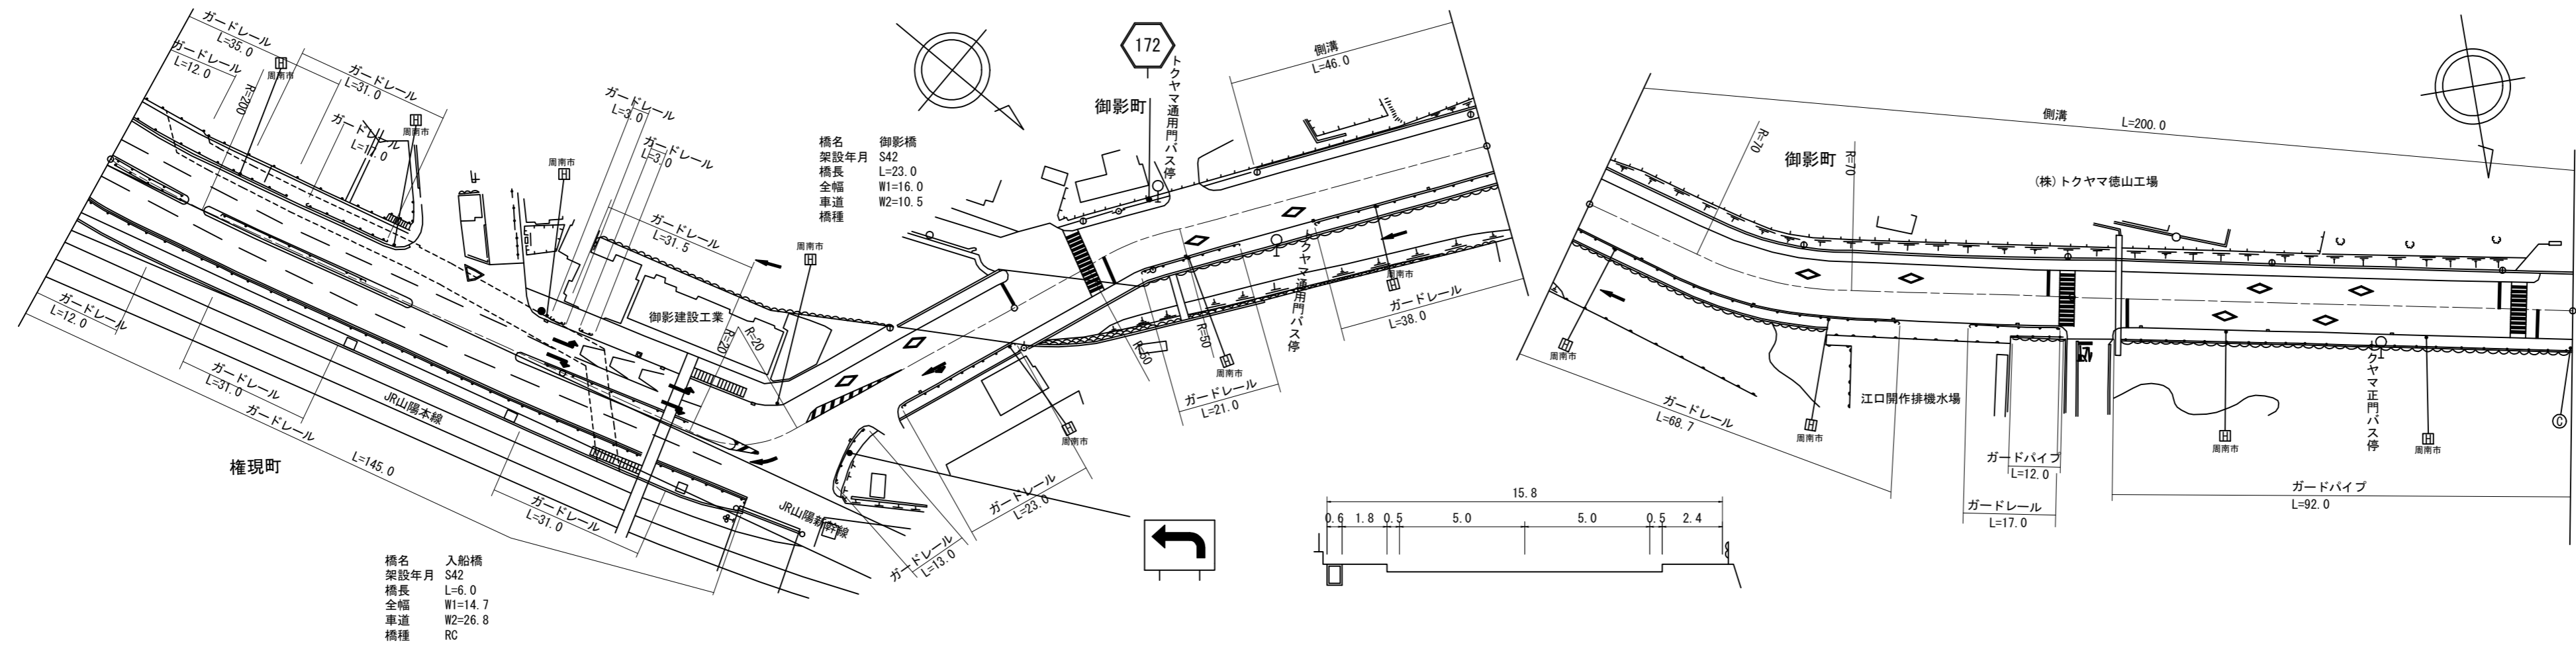 ガードレール
L=35.0
ガードレール
L=12.0
周南市
ガードレール
L=31.0
R=200
ガードレール
周南市
ガードレール
L=3.0
ガードレール
L=3.0
周南市
ガードレール
L=31.5
御影建設工業
周南市
R=20
R=20
橋名 御影橋
架設年月 S42
橋長 L=23.0
全幅 W1=16.0
車道 W2=10.5
橋種
ガードレール
L=12.0
ガードレール
L=31.0
JR山陽本線
ガードレール
L=145.0
権現町
ガードレール
L=31.0
JR山陽新幹線
橋名 入船橋
架設年月 S42
橋長 L=6.0
全幅 W1=14.7
車道 W2=26.8
橋種 RC
172
トクヤマ通用門バス停
御影町
側溝
L=46.0
トクヤマ通用門バス停
周南市
ガードレール
L=38.0
R=50
R=50
周南市
ガードレール
L=21.0
周南市
ガードレール
L=23.0
ガードレール
L=13.0
15.8
0.6 1.8 0.5 5.0 5.0 0.5 2.4
側溝
L=200.0
R=70
御影町
R=70
(株)トクヤマ徳山工場
周南市
ガードレール
L=68.7
周南市
江口開作排機水場
ガードパイプ
L=12.0
ガードレール
L=17.0
トクヤマ正門バス停
周南市
周南市
C
ガードパイプ
L=92.0